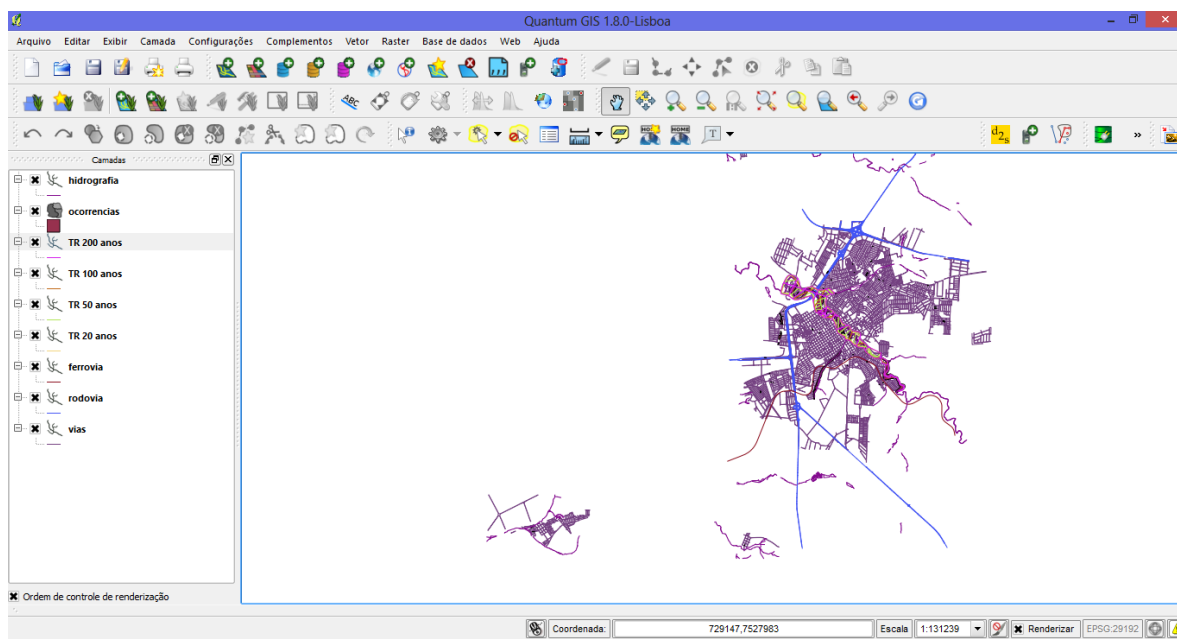 Quantum GIS 1.8.0-Lisboa
Arquivo Editar Exibir Camada Configurações Complementos Vetor Raster Base de dados Web Ajuda
ABC
T
Camadas
hidrografia
ocorrencias
TR 200 anos
TR 100 anos
TR 50 anos
TR 20 anos
ferrovia
rodovia
vias
Ordem de controle de renderização
Coordenada: 729147,7527983 Escala 1:131239 Renderizar EPSG:29192